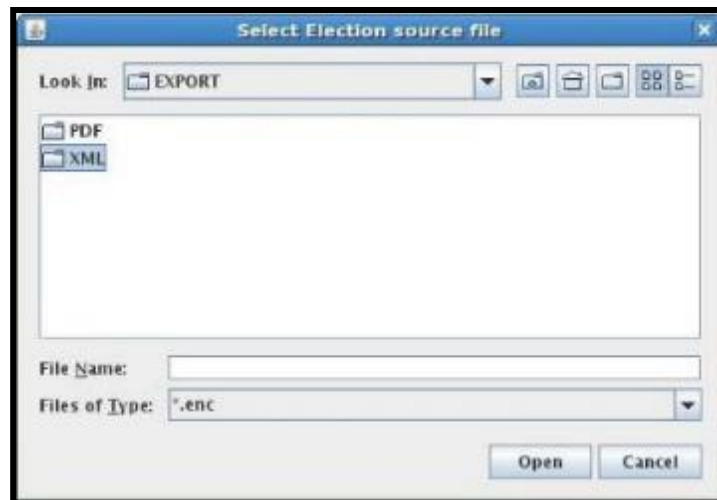 Select Election source file
Look In: EXPORT
PDF
XML
File Name:
Files of Type: *.enc
Open Cancel